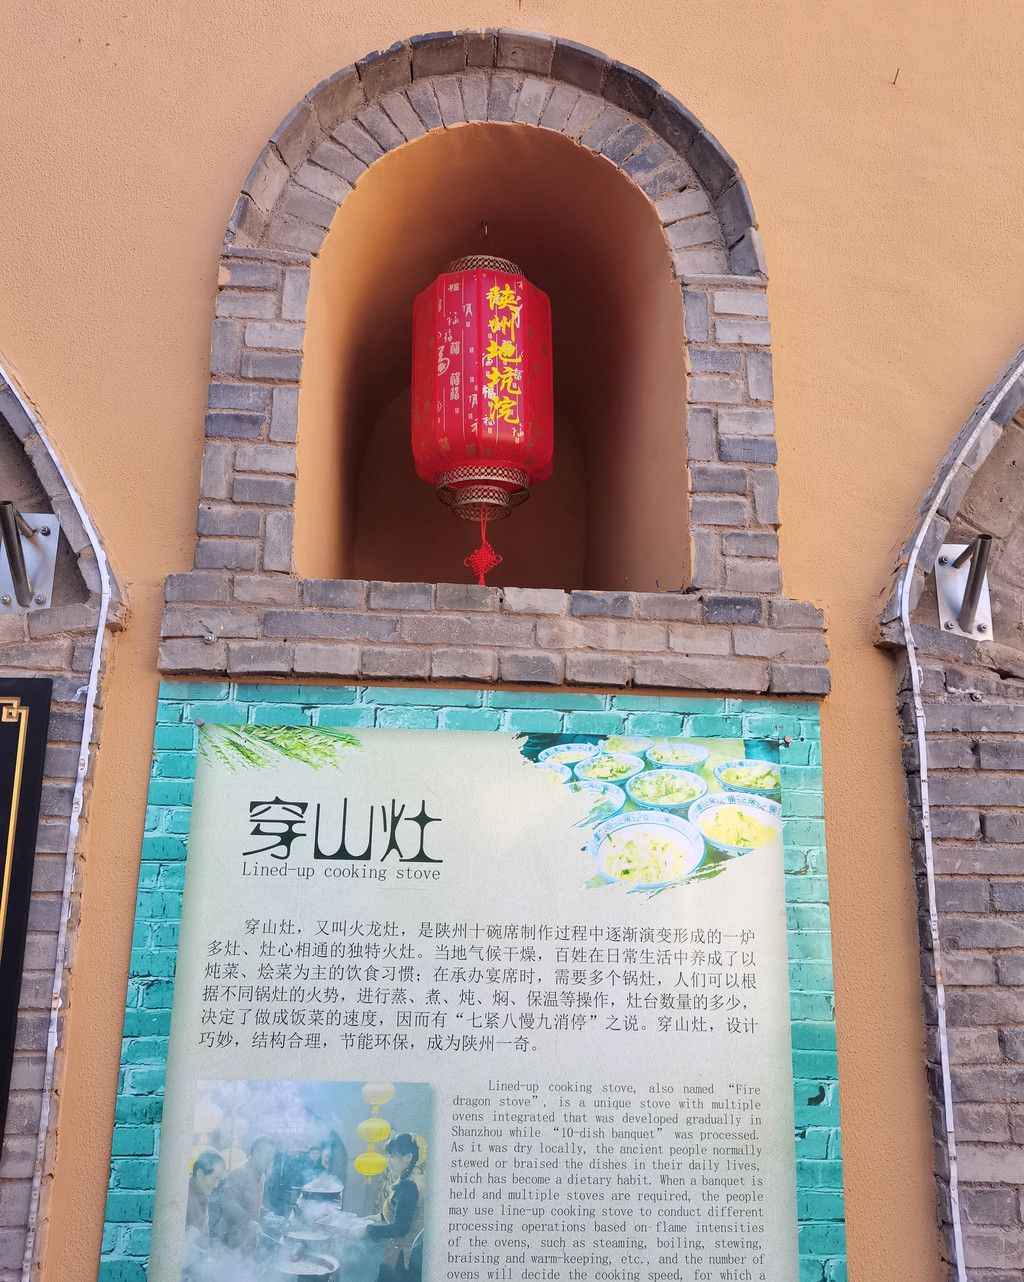 陕州地坑院
穿山灶
Lined-up cooking stove
穿山灶，又叫火龙灶，是陕州十碗席制作过程中逐渐演变形成的一炉
多灶、灶心相通的独特火灶。当地气候干燥，百姓在日常生活中养成了以
炖菜、烩菜为主的饮食习惯；在承办宴席时，需要多个锅灶，人们可以根
据不同锅灶的火势，进行蒸、煮、炖、焖、保温等操作，灶台数量的多少，
决定了做成饭菜的速度，因而有“七紧八慢九消停”之说。穿山灶，设计
巧妙，结构合理，节能环保，成为陕州一奇。
Lined-up cooking stove, also named “Fire
dragon stove”, is a unique stove with multiple
ovens integrated that was developed gradually in
Shanzhou while “10-dish banquet” was processed.
As it was dry locally, the ancient people normally
stewed or braised the dishes in their daily lives,
which has become a dietary habit. When a banquet is
held and multiple stoves are required, the people
may use line-up cooking stove to conduct different
processing operations based on flame intensities
of the ovens, such as steaming, boiling, stewing,
braising and warm-keeping, etc., and the number of
ovens will decide the cooking speed, for which a